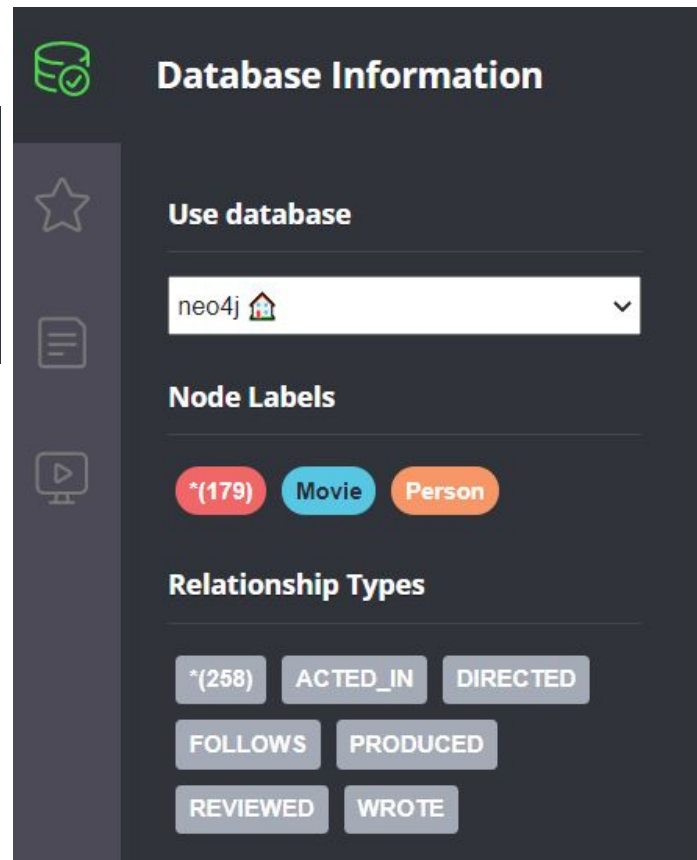 Database Information
Use database
neo4j 🏠
Node Labels
*(179) Movie Person
Relationship Types
*(258) ACTED_IN DIRECTED
FOLLOWS PRODUCED
REVIEWED WROTE